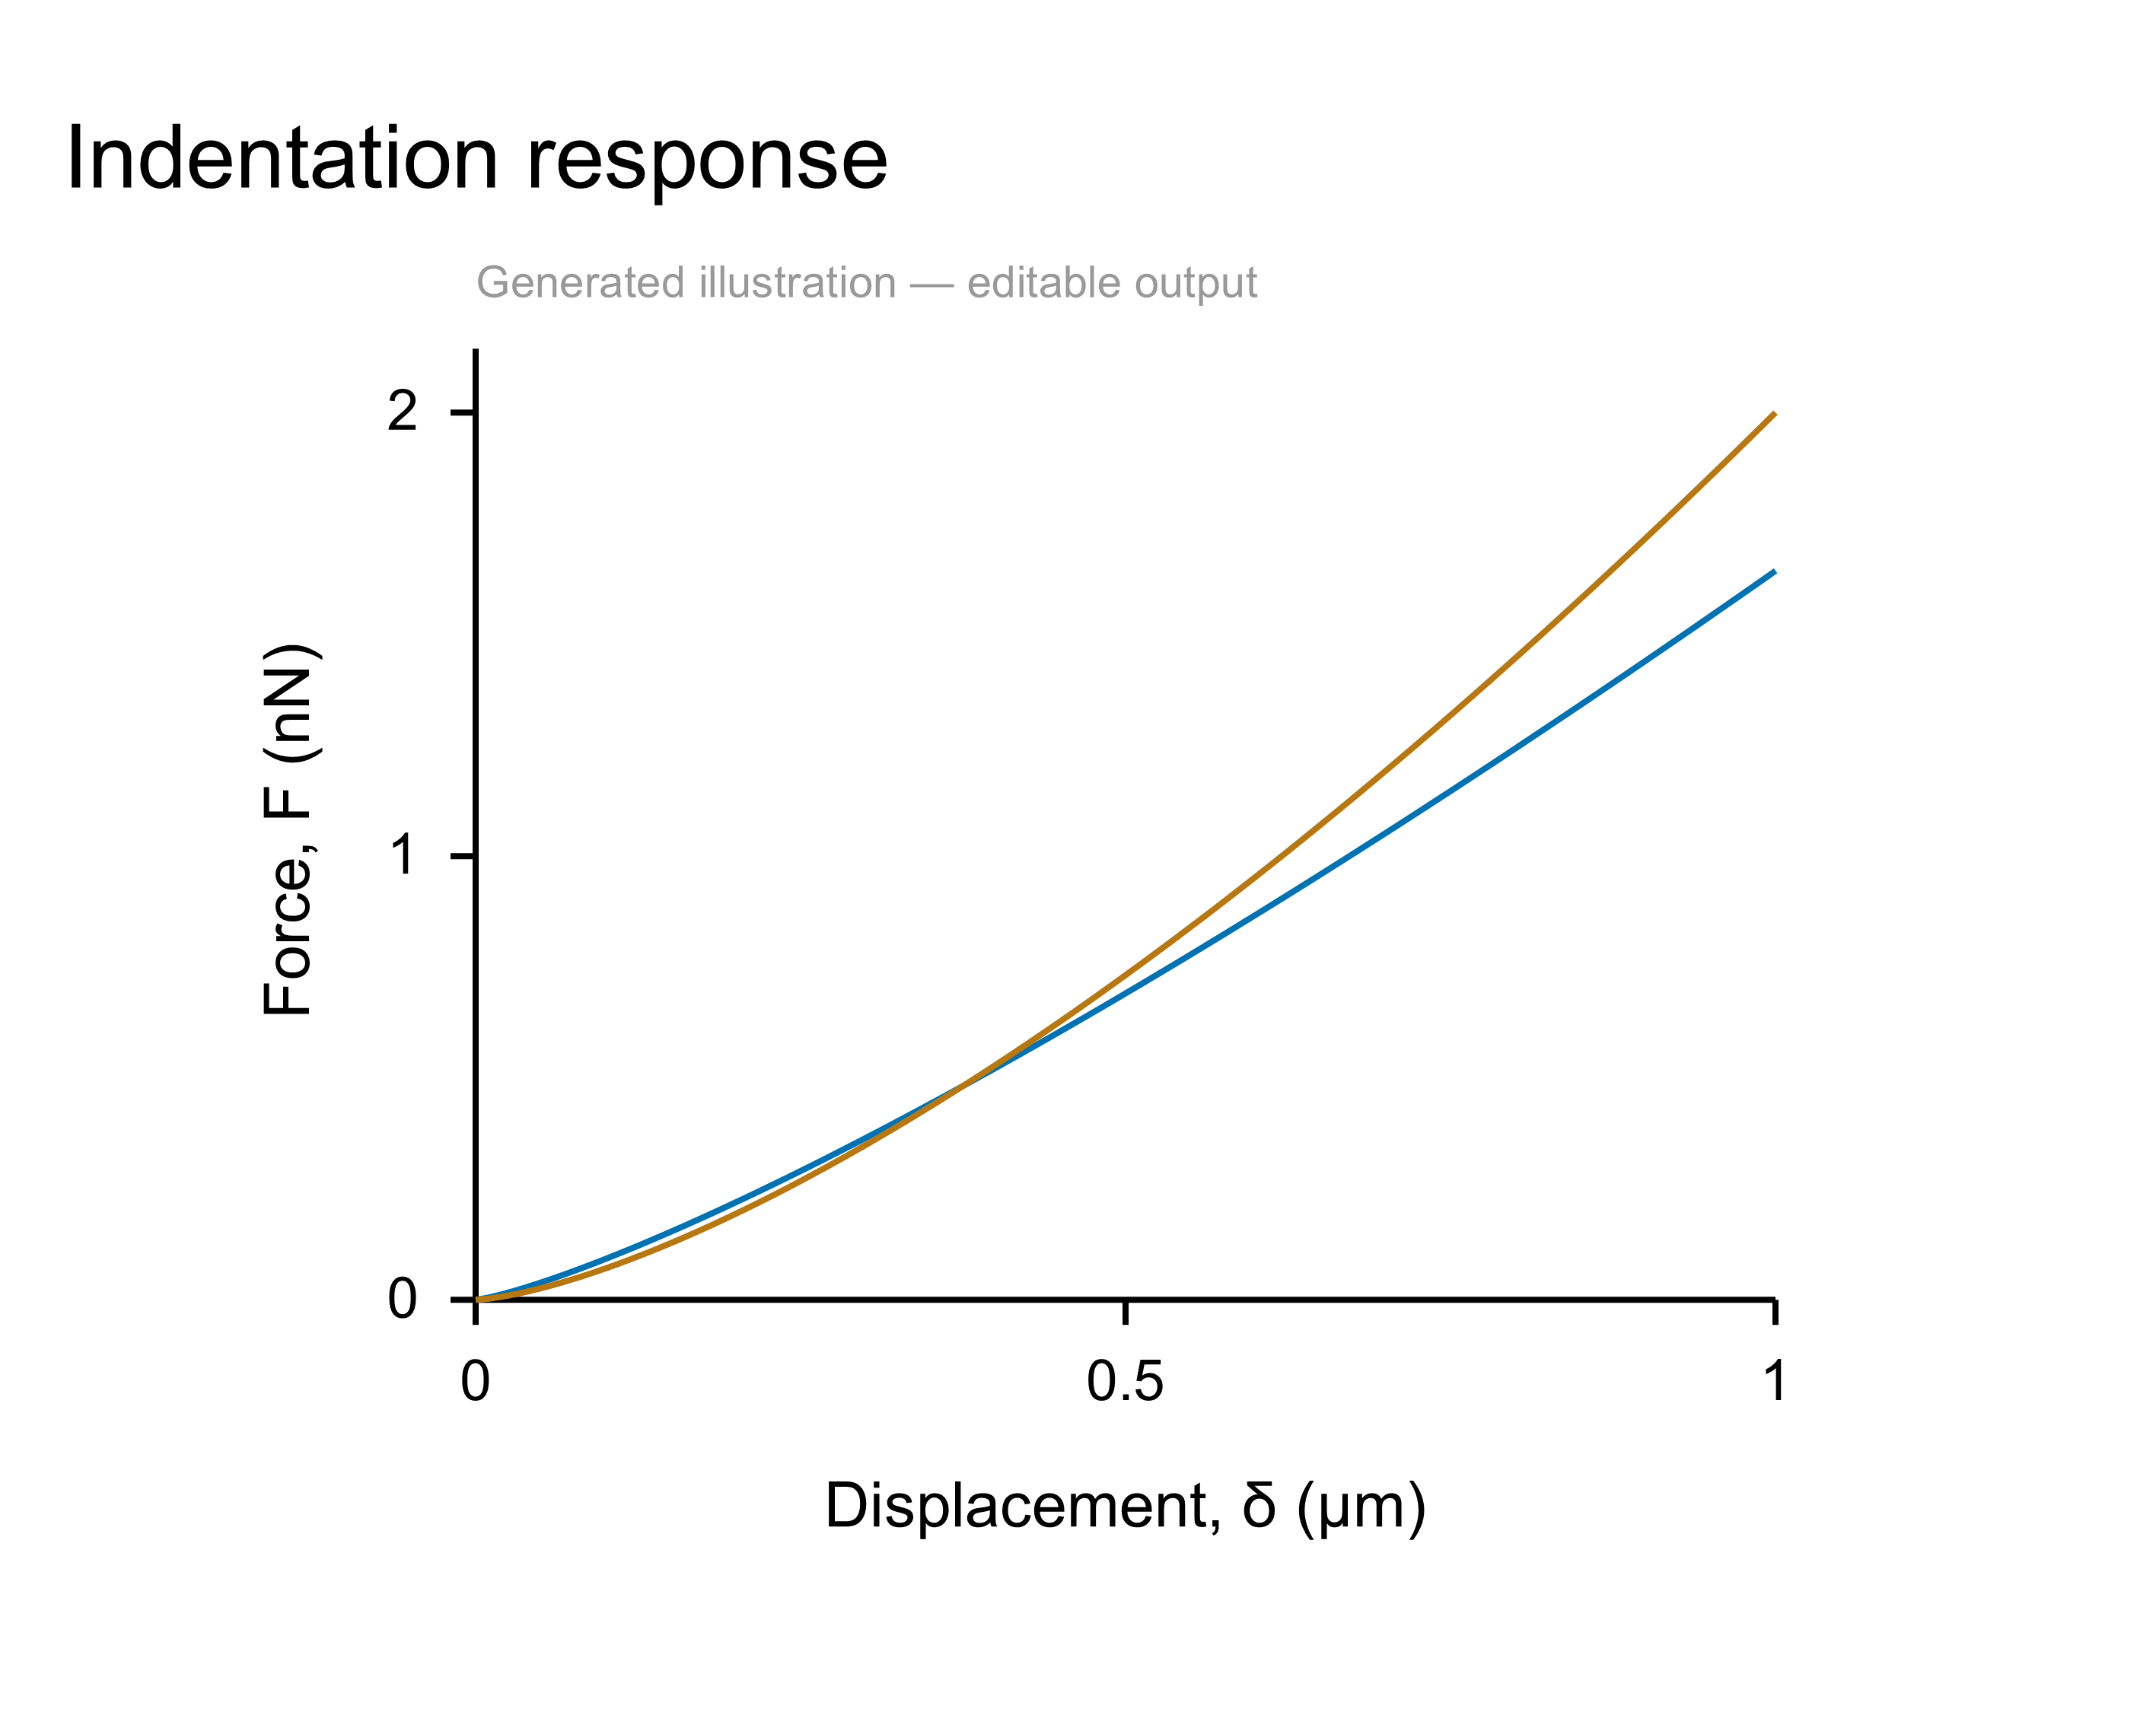 Indentation response
Generated illustration — editable output
2
1
0
Force, F (nN)
0
0.5
1
Displacement, δ (µm)